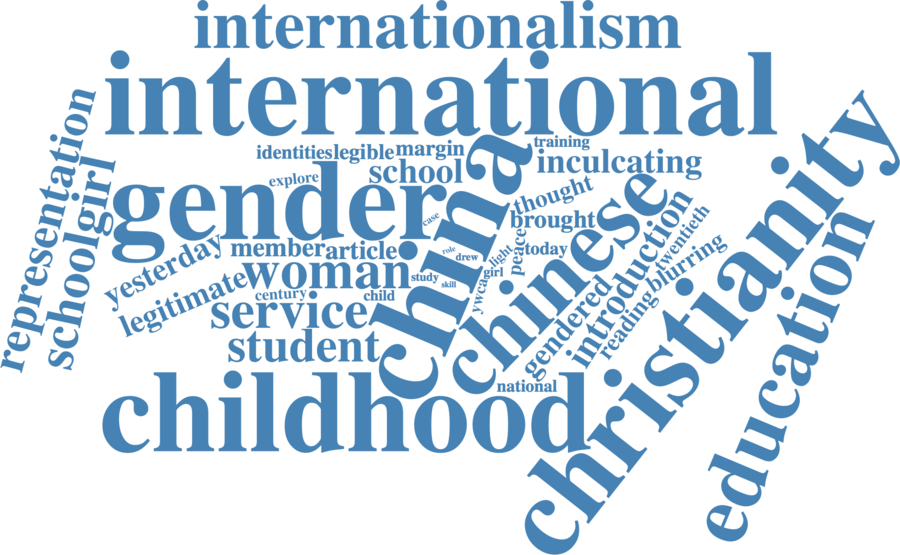 internationalism
international
representation
schoolgirl
identities
legible
margin
training
explore
school
inculcating
gender
china
case
thought
brought
chinese
christianity
yesterday
member
article
role
drew
light
peace
today
twentieth
introduction
blurring
legitimate
woman
study
skill
girl
ywca
century
child
service
gendered
reading
education
student
national
childhood